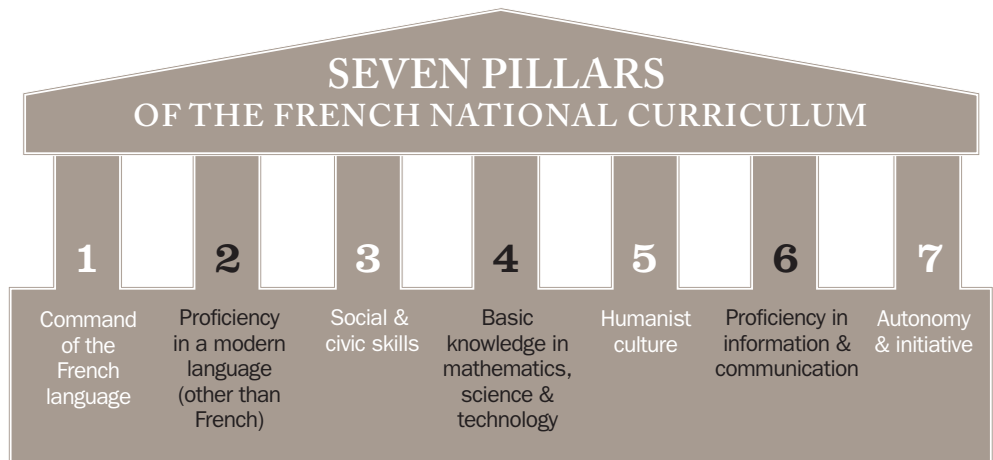 SEVEN PILLARS
OF THE FRENCH NATIONAL CURRICULUM
1
Command
of the
French
language
2
Proficiency
in a modern
language
(other than
French)
3
Social &
civic skills
4
Basic
knowledge in
mathematics,
science &
technology
5
Humanist
culture
6
Proficiency in
information &
communication
7
Autonomy
& initiative